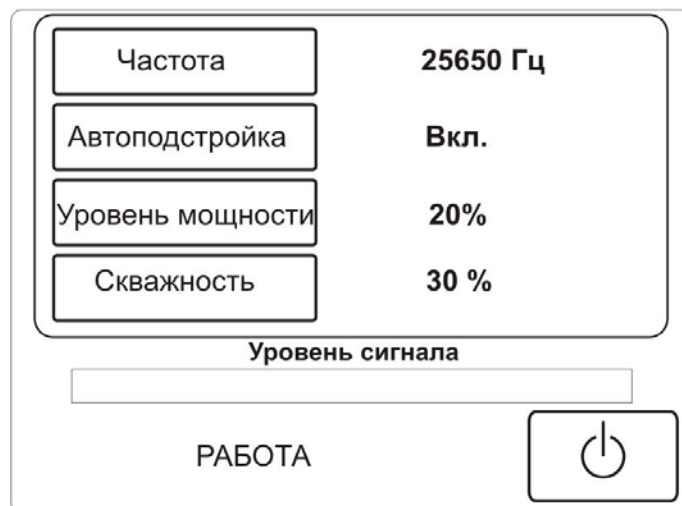 Частота 25650 Гц
Автоподстройка Вкл.
Уровень мощности 20%
Скважность 30 %
Уровень сигнала
РАБОТА